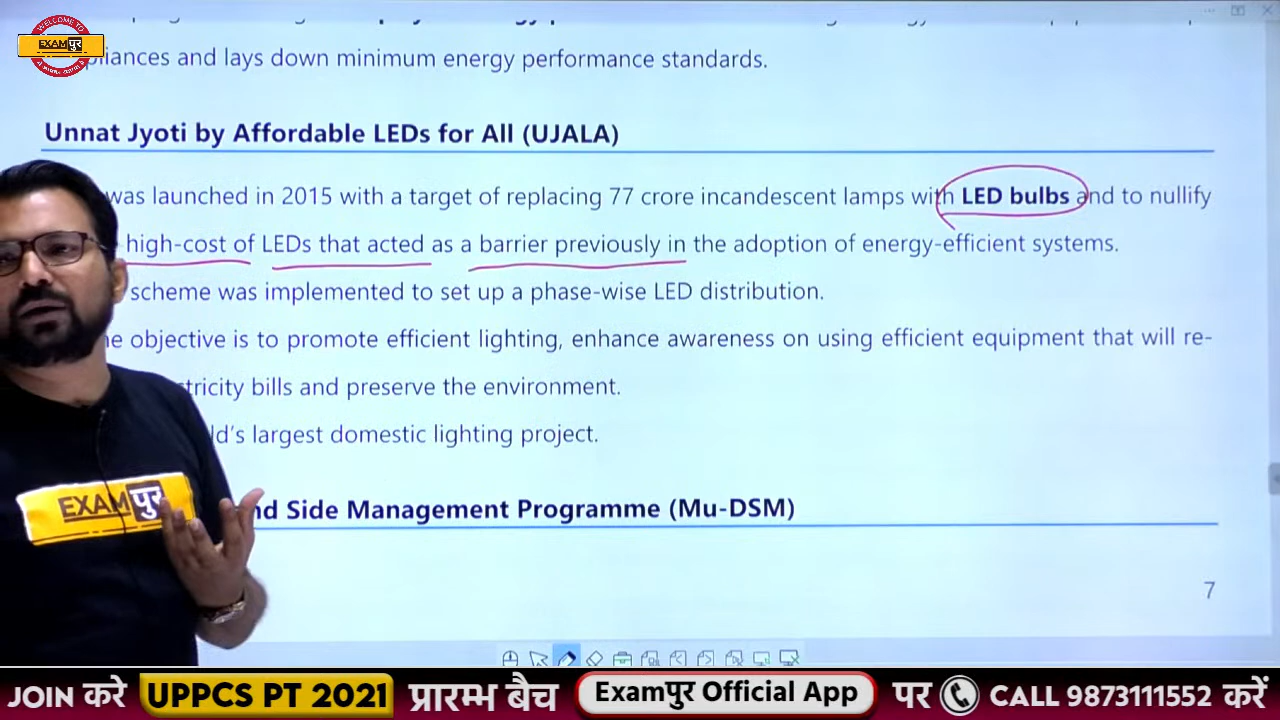 WELCOME TO
EXAMपुर
pliances and lays down minimum energy performance standards.
Unnat Jyoti by Affordable LEDs for All (UJALA)
was launched in 2015 with a target of replacing 77 crore incandescent lamps with LED bulbs and to nullify
high-cost of LEDs that acted as a barrier previously in the adoption of energy-efficient systems.
scheme was implemented to set up a phase-wise LED distribution.
objective is to promote efficient lighting, enhance awareness on using efficient equipment that will re-
tricity bills and preserve the environment.
ld's largest domestic lighting project.
EXAMपुर
nd Side Management Programme (Mu-DSM)
7
JOIN करे UPPCS PT 2021 प्रारम्भ बैच Examपुर Official App पर CALL 9873111552 करें